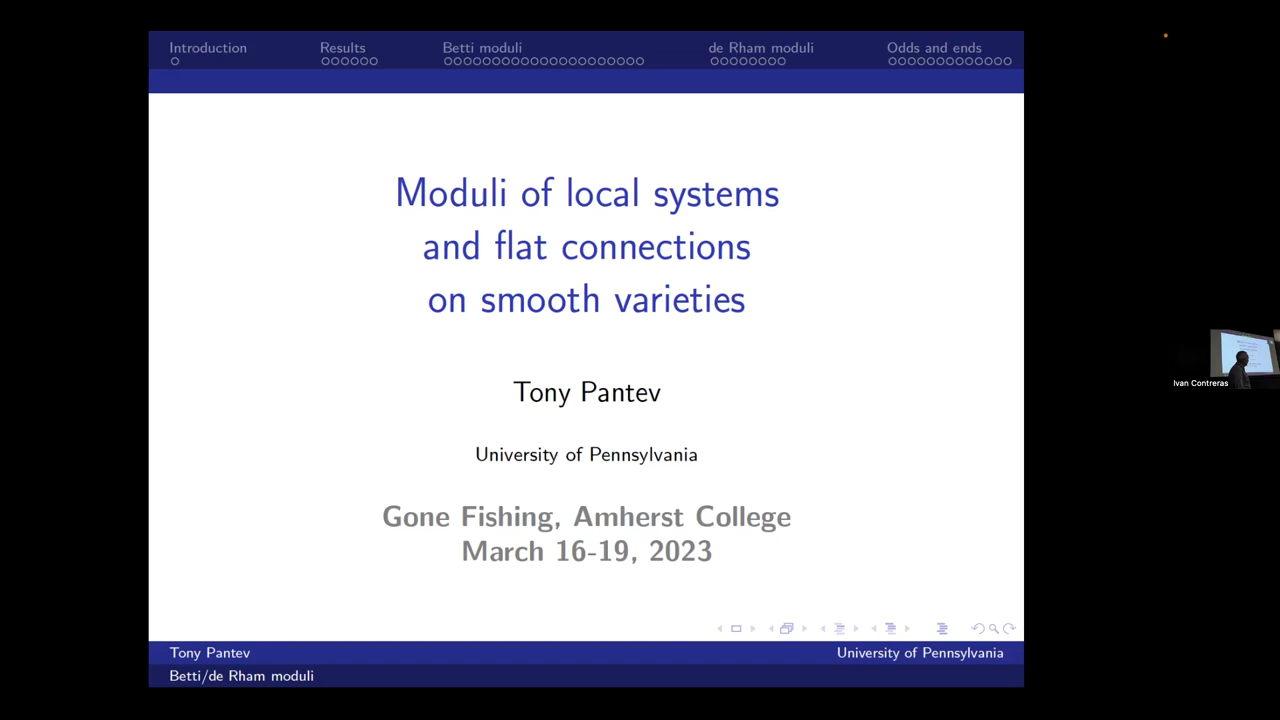 Introduction Results Betti moduli de Rham moduli Odds and ends
Moduli of local systems
and flat connections
on smooth varieties
Tony Pantev
University of Pennsylvania
Gone Fishing, Amherst College
March 16-19, 2023
Ivan Contreras
Tony Pantev University of Pennsylvania
Betti/de Rham moduli